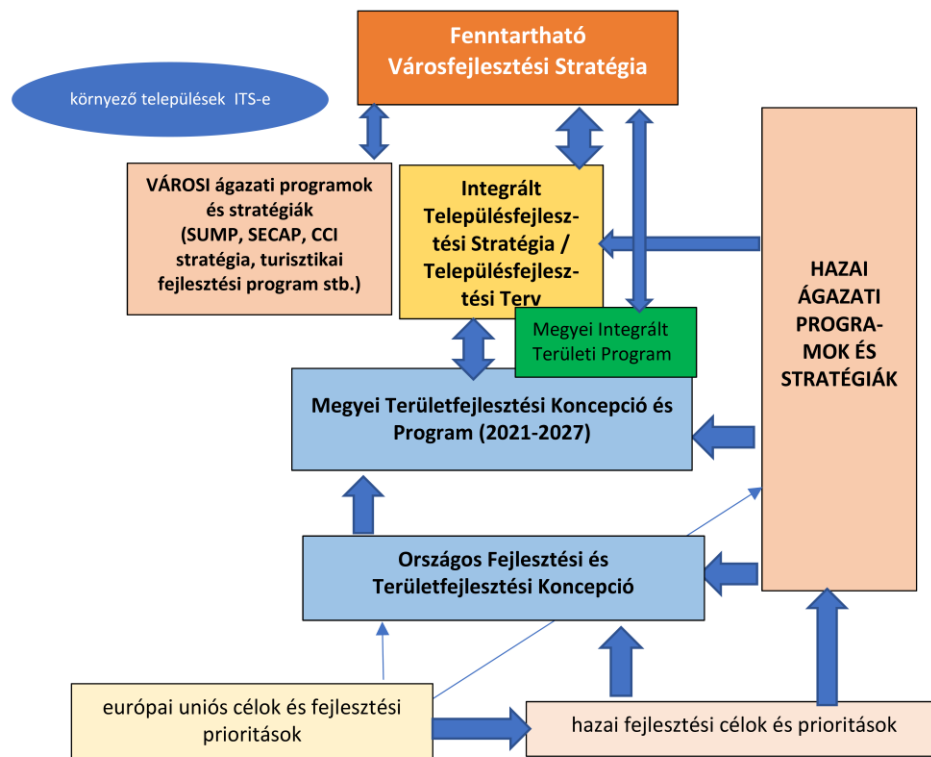 Fenntartható
Városfejlesztési Stratégia
környező települések ITS-e
VÁROSI ágazati programok
és stratégiák
(SUMP, SECAP, CCI
stratégia, turisztikai
fejlesztési program stb.)
Integrált
Településfejlesz-
tési Stratégia /
Településfejlesz-
tési Terv
HAZAI
ÁGAZATI
PROGRA-
MOK ÉS
STRATÉGIÁK
Megyei Integrált
Területi Program
Megyei Területfejlesztési Koncepció és
Program (2021-2027)
Országos Fejlesztési és
Területfejlesztési Koncepció
európai uniós célok és fejlesztési
prioritások
hazai fejlesztési célok és prioritások